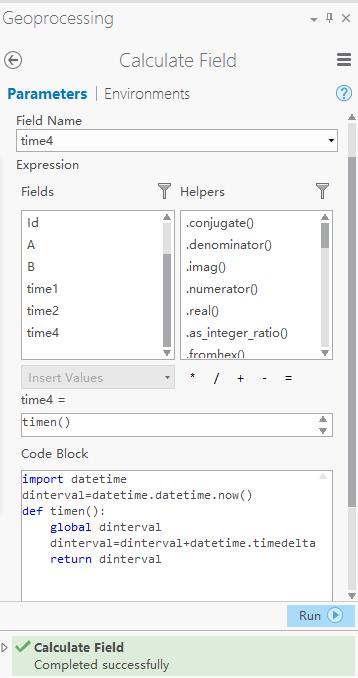 Geoprocessing
Calculate Field
Parameters | Environments
?
Field Name
time4
Expression
Fields
Helpers
Id
A
B
time1
time2
time4
.conjugate()
.denominator()
.imag()
.numerator()
.real()
.as_integer_ratio()
.fromhex()
Insert Values
* / + - =
time4 =
timen()
Code Block
import datetime
dinterval=datetime.datetime.now()
def timen():
    global dinterval
    dinterval=dinterval+datetime.timedelta
    return dinterval
Run
Calculate Field
Completed successfully